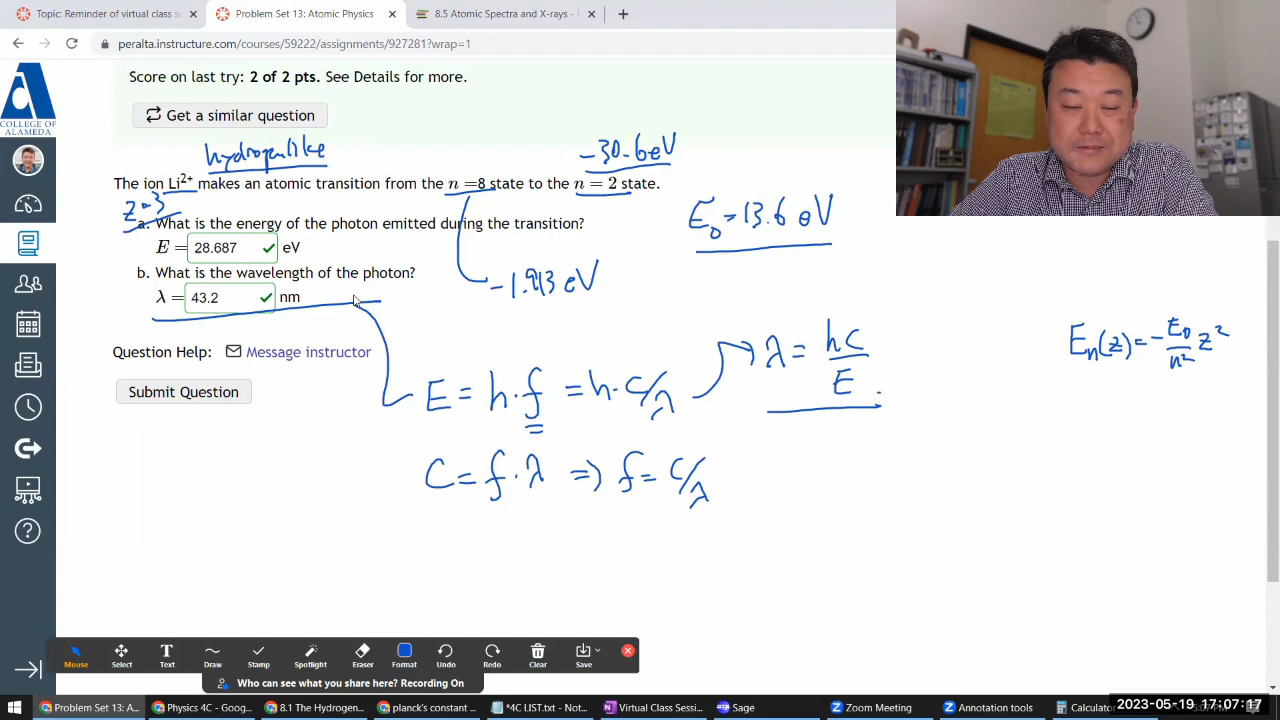 Topic: Reminder of virtual class se
Problem Set 13: Atomic Physics
8.5 Atomic Spectra and X-rays -
peralta.instructure.com/courses/59222/assignments/927281?wrap=1
Score on last try: 2 of 2 pts. See Details for more.
Get a similar question
COLLEGE OF
ALAMEDA
hydrogenlike
-30.6eV
The ion Li2+ makes an atomic transition from the n =8 state to the n = 2 state.
z=3
E0=13.6 eV
a. What is the energy of the photon emitted during the transition?
E = 28.687 eV
b. What is the wavelength of the photon?
-1.913 eV
λ = 43.2 nm
En(z)=-E0/n2 z2
λ = hc/E
Question Help: Message instructor
E = h·f = h·c/λ
Submit Question
C = f·λ => f = c/λ
Mouse Select Text Draw Stamp Spotlight Eraser Format Undo Redo Clear Save
Who can see what you share here? Recording On
Problem Set 13: A...
Physics 4C - Goog...
8.1 The Hydrogen...
planck's constant ...
*4C LIST.txt - Not...
Virtual Class Sessi...
Sage
Zoom Meeting
Annotation tools
Calculator
2023-05-19 17:07:17